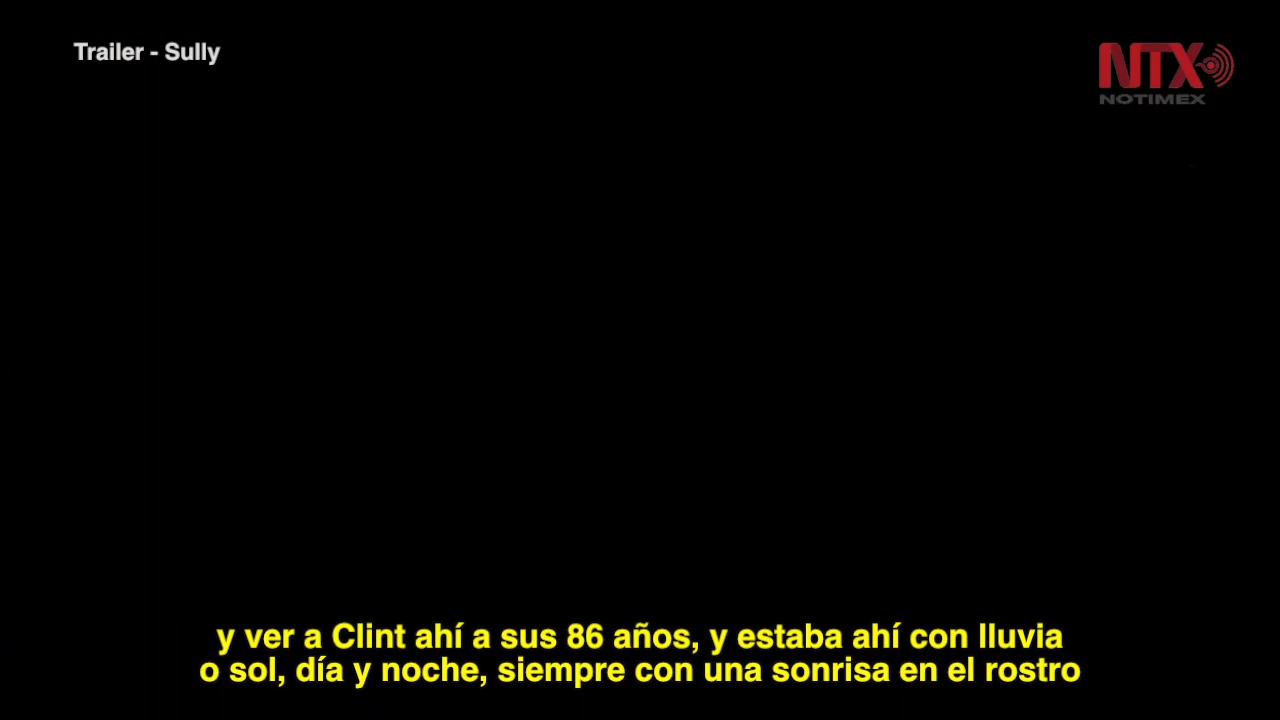 Trailer - Sully
NTX
NOTIMEX
y ver a Clint ahí a sus 86 años, y estaba ahí con lluvia
o sol, día y noche, siempre con una sonrisa en el rostro